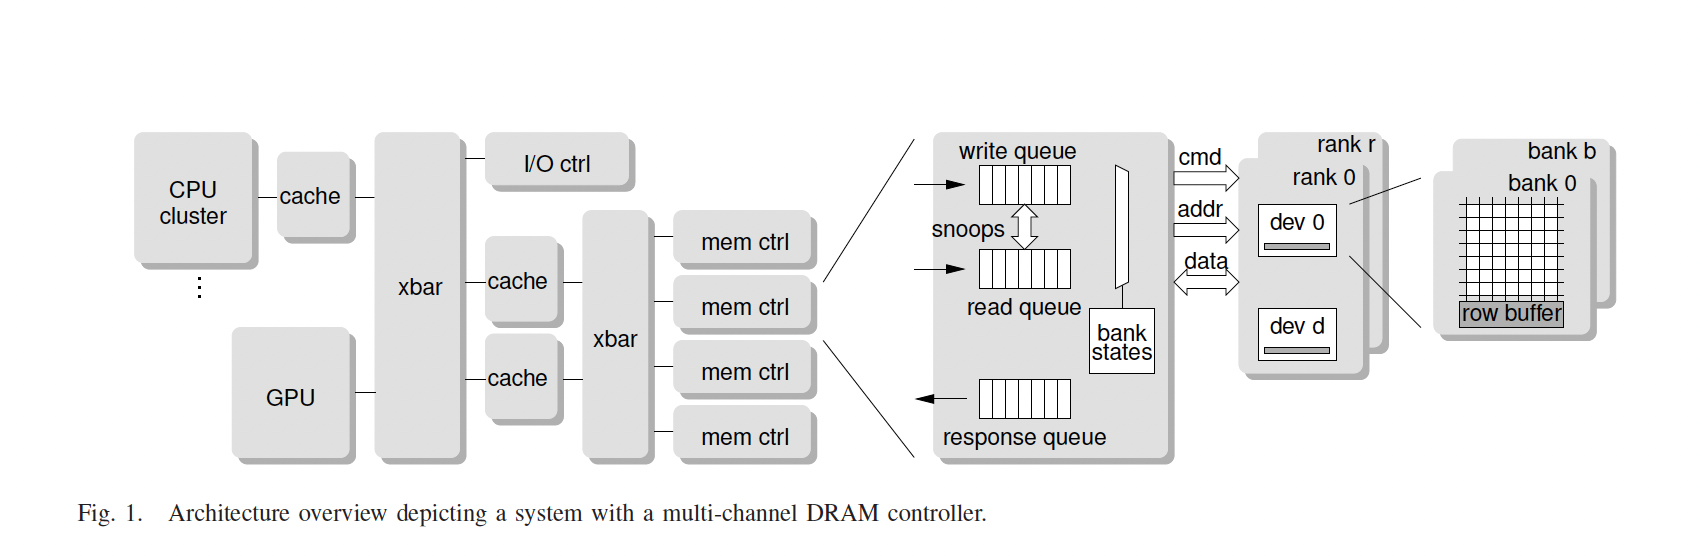 CPU
cluster
cache
xbar
I/O ctrl
GPU
cache
cache
xbar
mem ctrl
mem ctrl
mem ctrl
mem ctrl
write queue
snoops
read queue
bank
states
response queue
cmd
addr
data
rank r
rank 0
dev 0
dev d
bank b
bank 0
row buffer
Fig. 1. Architecture overview depicting a system with a multi-channel DRAM controller.